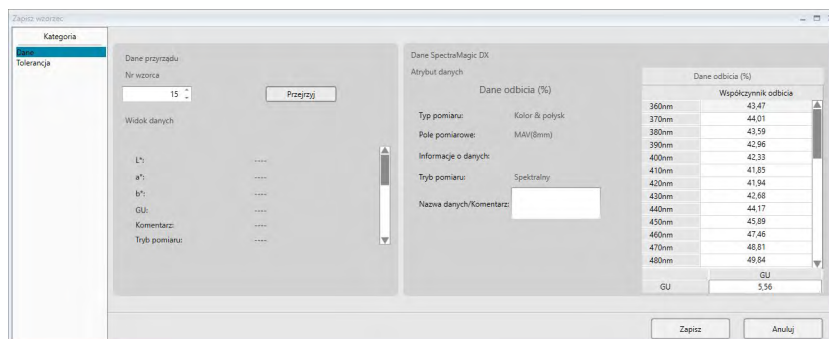 Zapisz wzorzec
Kategoria
Dane
Tolerancja
Dane przyrządu
Nr wzorca
15
Przejrzyj
Widok danych
L*: ----
a*: ----
b*: ----
GU: ----
Komentarz: ----
Tryb pomiaru: ----
Dane SpectraMagic DX
Atrybut danych
Dane odbicia (%)
Typ pomiaru: Kolor & połysk
Pole pomiarowe: MAV(8mm)
Informacje o danych:
Tryb pomiaru: Spektralny
Nazwa danych/Komentarz:
Dane odbicia (%)
Współczynnik odbicia
360nm 43,47
370nm 44,01
380nm 43,59
390nm 42,96
400nm 42,33
410nm 41,85
420nm 41,94
430nm 42,68
440nm 44,17
450nm 45,89
460nm 47,46
470nm 48,81
480nm 49,84
GU
GU 5,56
Zapisz
Anuluj